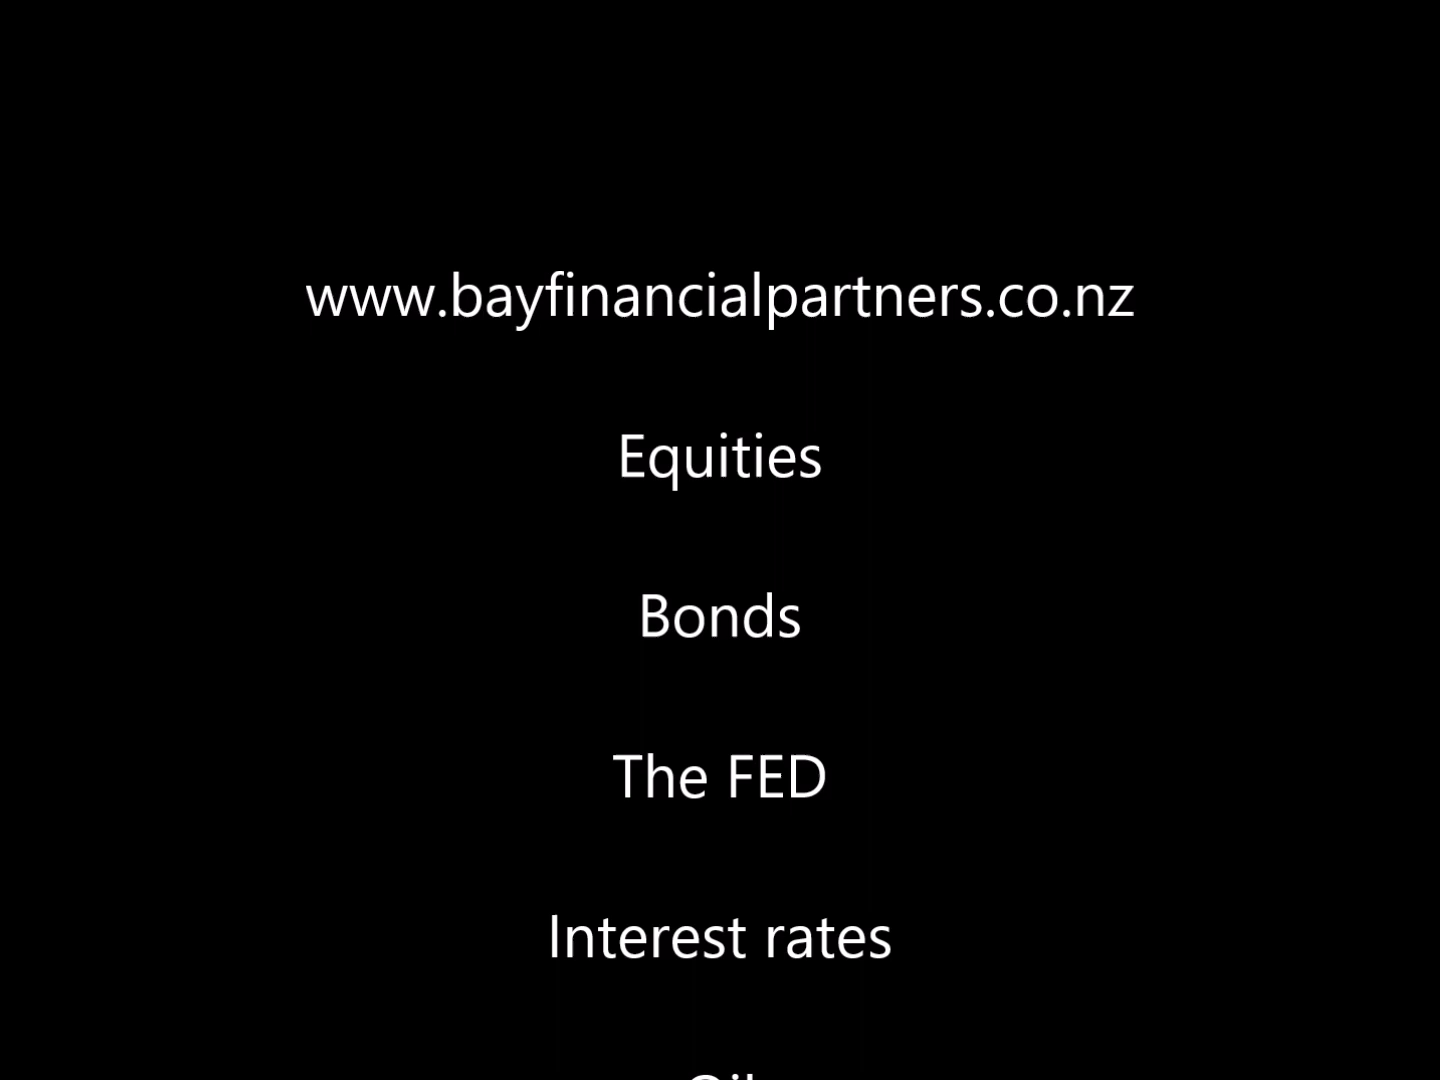 www.bayfinancialpartners.co.nz
Equities
Bonds
The FED
Interest rates